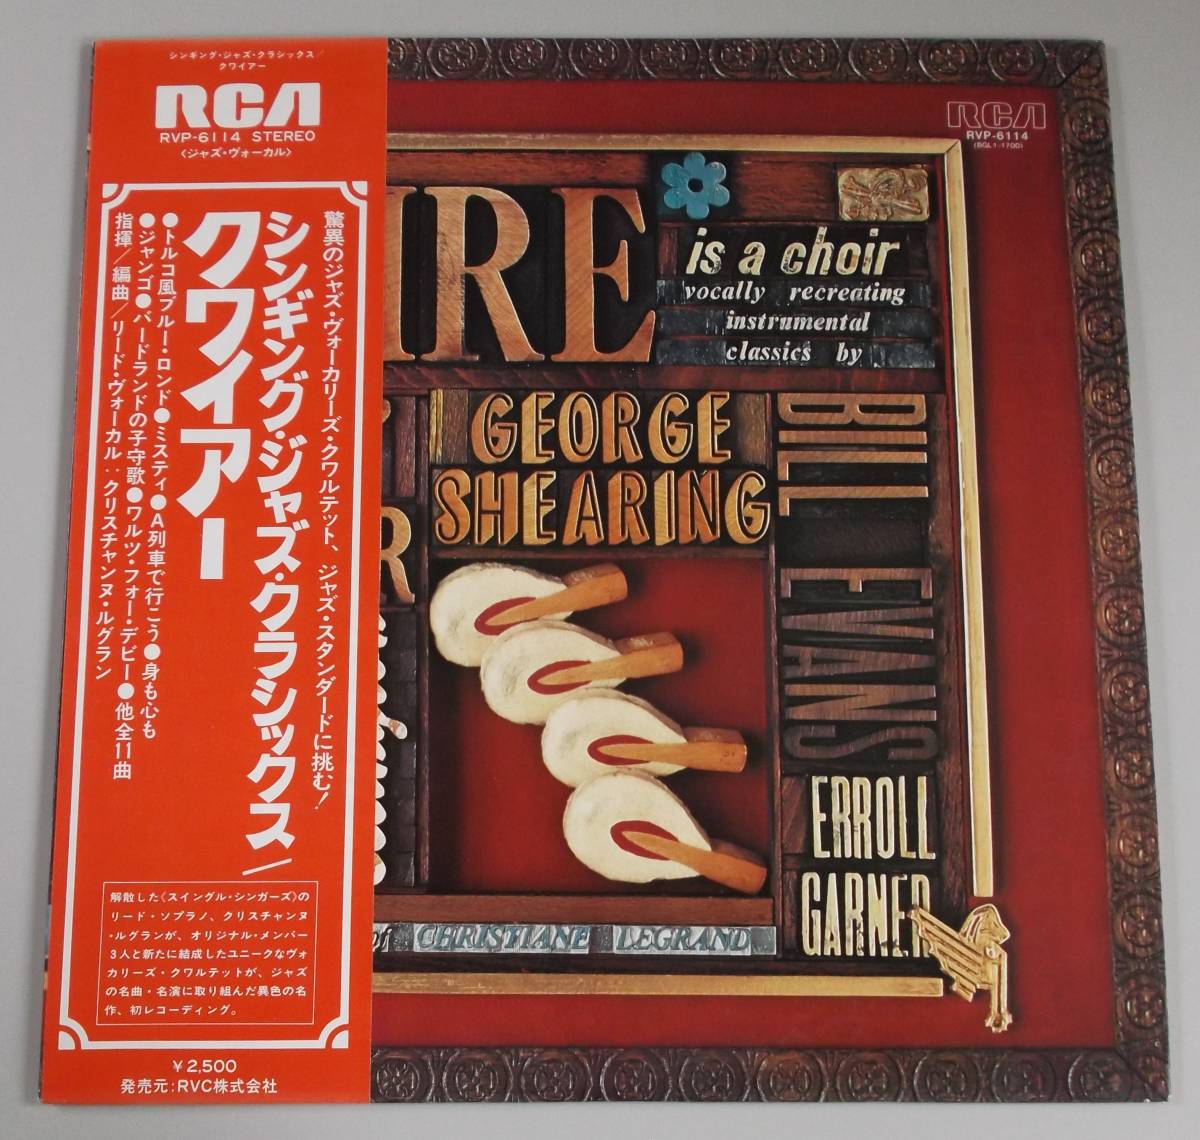 シンギング・ジャズ・クラシックス/
クワイアー
RCA
RVP-6114 STEREO
〈ジャズ・ヴォーカル〉
驚異のジャズ・ヴォーカリーズ・クワルテット、ジャズ・スタンダードに挑む!
シンギング・ジャズ・クラシックス/
クワイアー
●トルコ風ブルー・ロンド●ミスティ●A列車で行こう●身も心も
●ジャンゴ●バードランドの子守歌●ワルツ・フォー・デビー●他全11曲
指揮/編曲/リード・ヴォーカル:クリスチャンヌ・ルグラン
解散した《スイングル・シンガーズ》の
リード・ソプラノ、クリスチャンヌ
・ルグランが、オリジナル・メンバー
3人と新たに結成したユニークなヴォ
カリーズ・クワルテットが、ジャズ
の名曲・名演に取り組んだ異色の名
作、初レコーディング。
¥2,500
発売元:RVC株式会社
RCA
RVP-6114
(BGL1-1700)
IRE
is a choir
vocally recreating
instrumental
classics by
GEORGE
SHEARING
BILL EVANS
ERROLL
GARNER
R
of CHRISTIANE LEGRAND